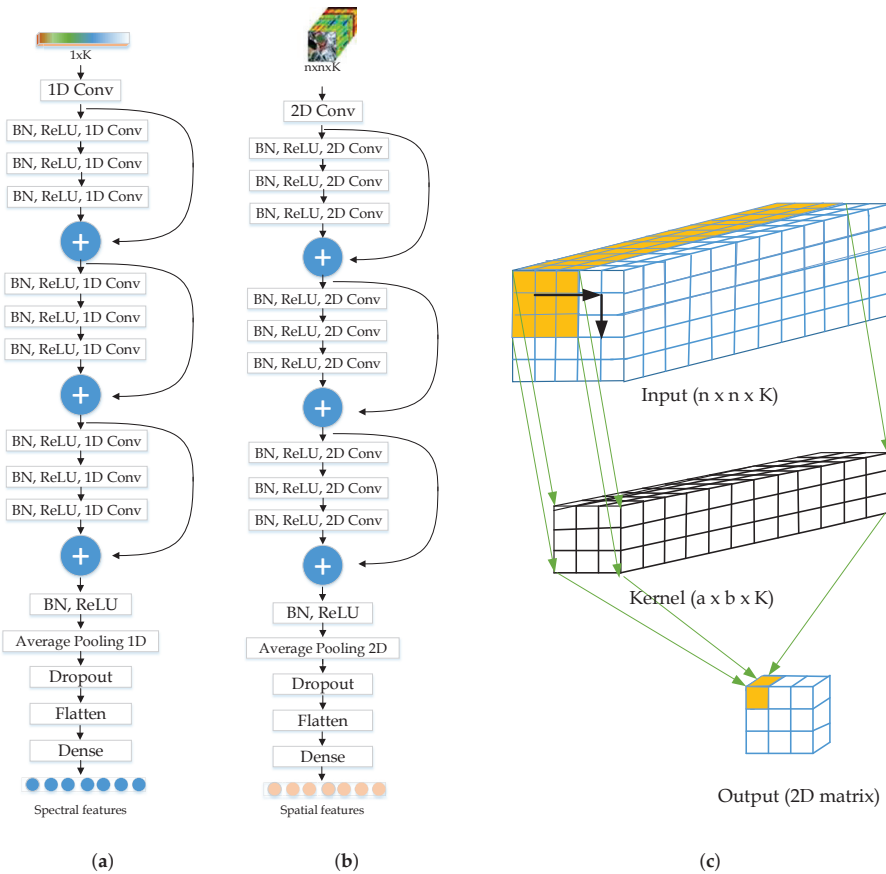 1xK
1D Conv
BN, ReLU, 1D Conv
BN, ReLU, 1D Conv
BN, ReLU, 1D Conv
+
BN, ReLU, 1D Conv
BN, ReLU, 1D Conv
BN, ReLU, 1D Conv
+
BN, ReLU, 1D Conv
BN, ReLU, 1D Conv
BN, ReLU, 1D Conv
+
BN, ReLU
Average Pooling 1D
Dropout
Flatten
Dense
Spectral features
(a)
nxnxK
2D Conv
BN, ReLU, 2D Conv
BN, ReLU, 2D Conv
BN, ReLU, 2D Conv
+
BN, ReLU, 2D Conv
BN, ReLU, 2D Conv
BN, ReLU, 2D Conv
+
BN, ReLU, 2D Conv
BN, ReLU, 2D Conv
BN, ReLU, 2D Conv
+
BN, ReLU
Average Pooling 2D
Dropout
Flatten
Dense
Spatial features
(b)
Input (n x n x K)
Kernel (a x b x K)
Output (2D matrix)
(c)